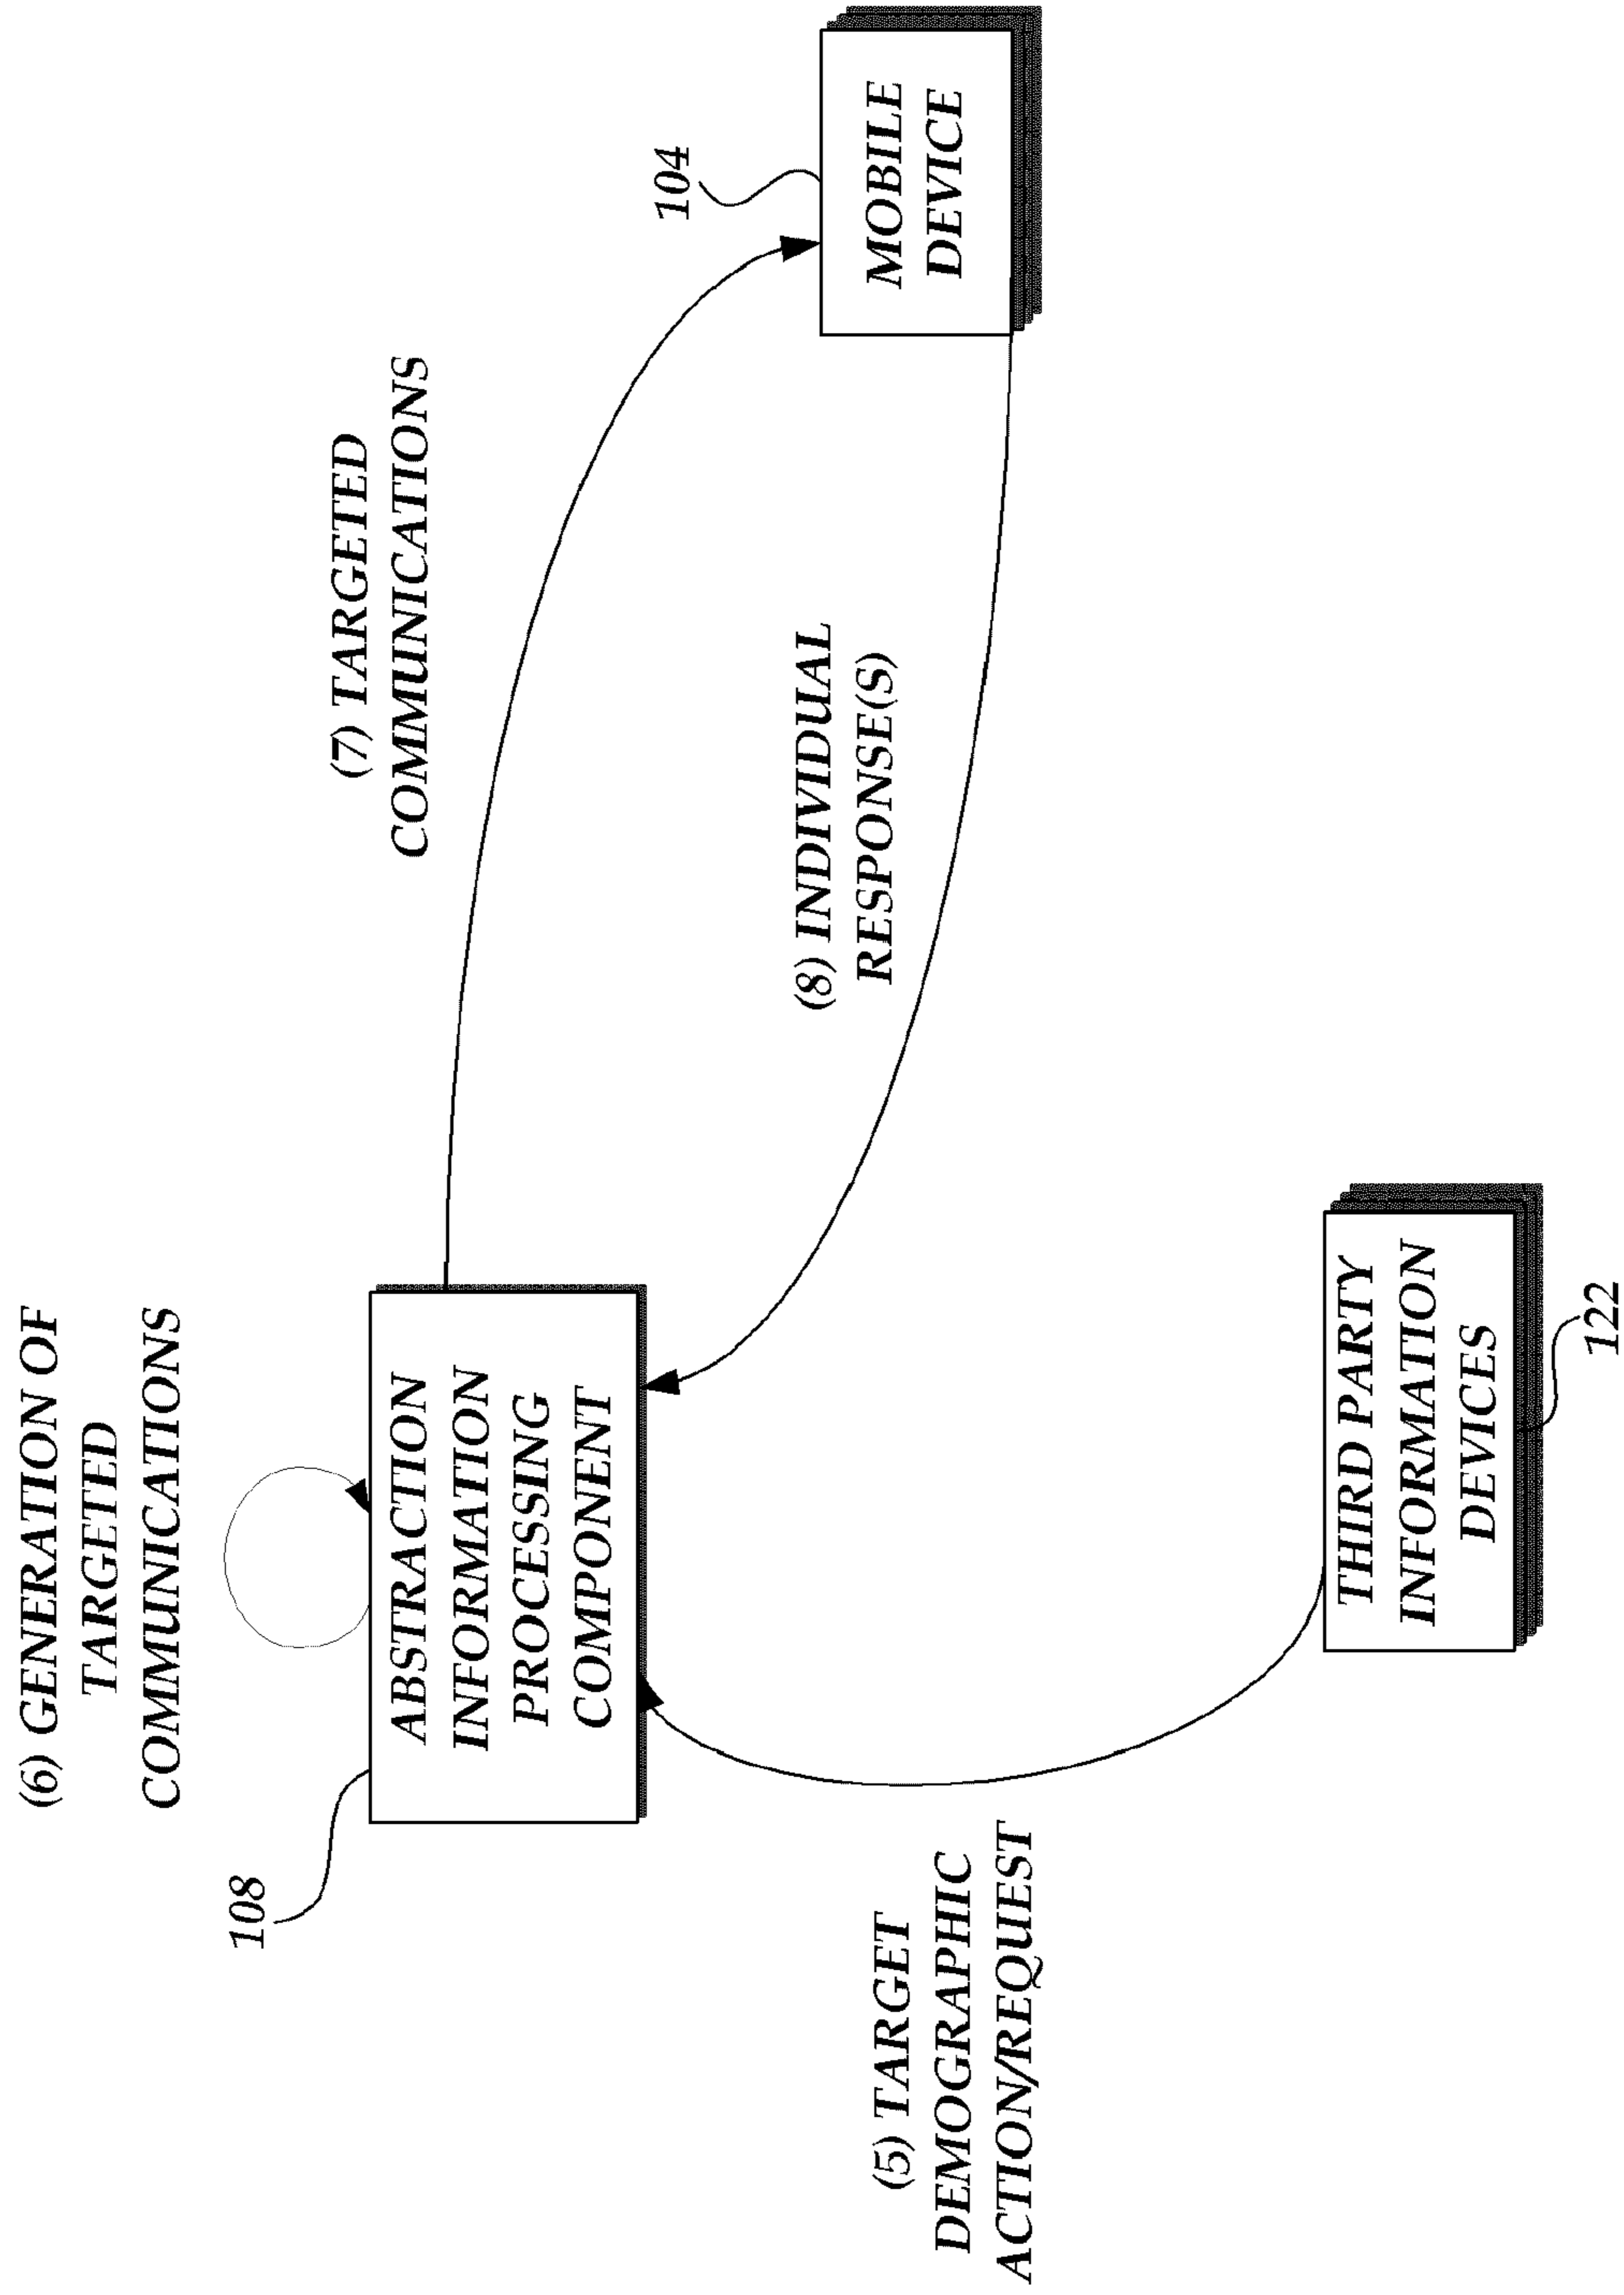 (6) GENERATION OF
TARGETED
COMMUNICATIONS
108
ABSTRACTION
INFORMATION
PROCESSING
COMPONENT
(7) TARGETED
COMMUNICATIONS
104
MOBILE
DEVICE
(8) INDIVIDUAL
RESPONSE(S)
(5) TARGET
DEMOGRAPHIC
ACTION/REQUEST
THIRD PARTY
INFORMATION
DEVICES
122